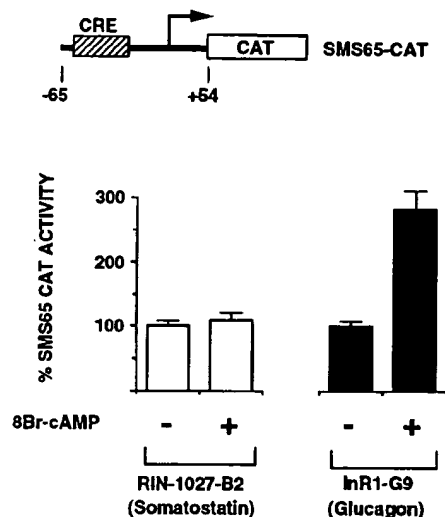 CRE
CAT
SMS65-CAT
-65
+54
% SMS65 CAT ACTIVITY
300
200
100
8Br-cAMP
- + - +
RIN-1027-B2
(Somatostatin)
InR1-G9
(Glucagon)